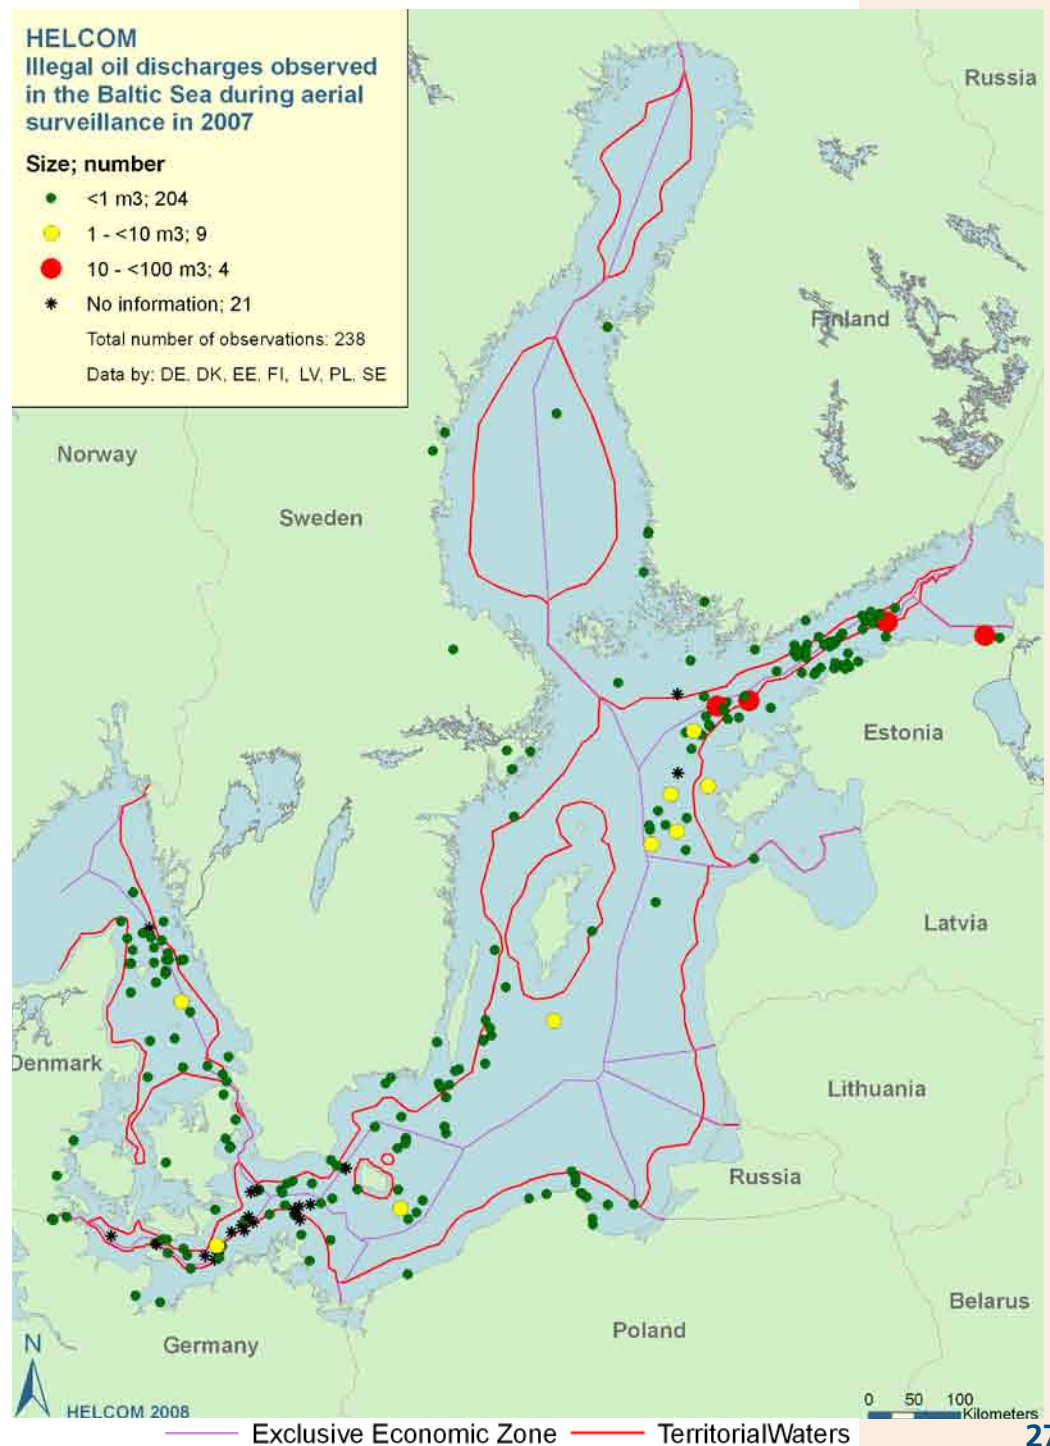 HELCOM
Illegal oil discharges observed
in the Baltic Sea during aerial
surveillance in 2007
Size; number
<1 m3; 204
1 - <10 m3; 9
10 - <100 m3; 4
No information; 21
Total number of observations: 238
Data by: DE, DK, EE, FI, LV, PL, SE
Russia
Finland
Norway
Sweden
Estonia
Latvia
Denmark
Lithuania
Russia
Belarus
Poland
Germany
N
HELCOM 2008
0 50 100
Kilometers
Exclusive Economic Zone
TerritorialWaters
27